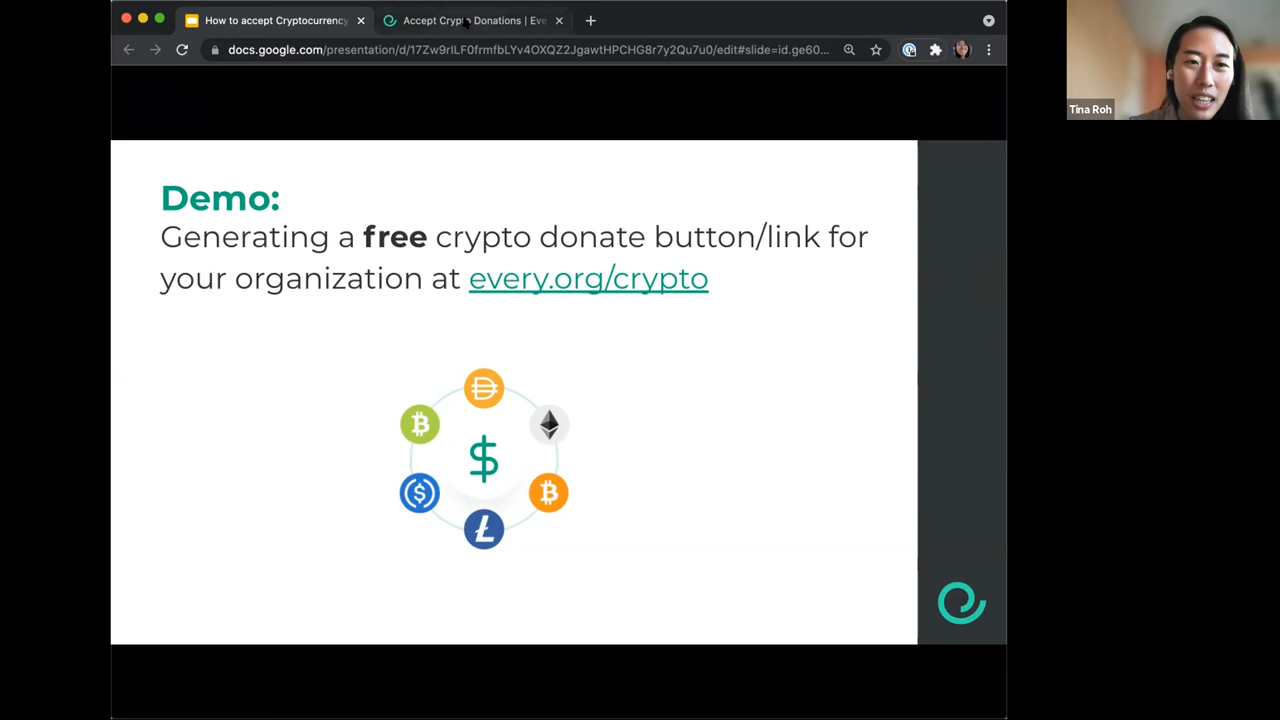 How to accept Cryptocurrency
Accept Crypto Donations | Eve
docs.google.com/presentation/d/17Zw9rILF0frmfbLYv4OXQZ2JgawtHPCHG8r7y2Qu7u0/edit#slide=id.ge60...
Tina Roh
Demo:
Generating a free crypto donate button/link for
your organization at every.org/crypto